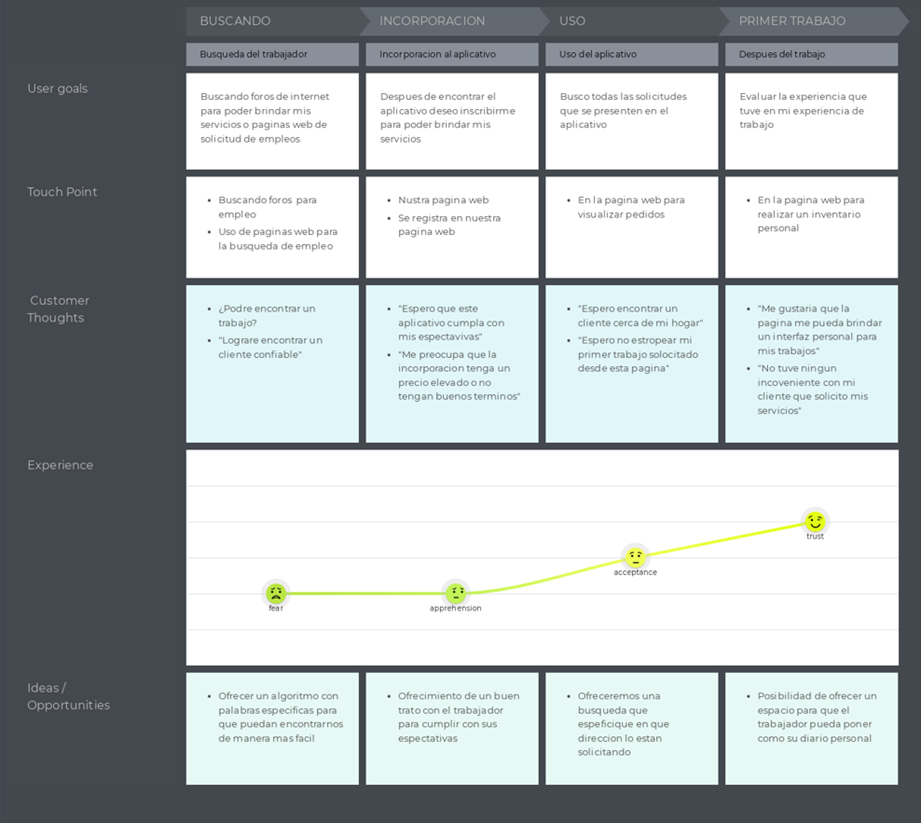 BUSCANDO
INCORPORACION
USO
PRIMER TRABAJO
Busqueda del trabajador
Incorporacion al aplicativo
Uso del aplicativo
Despues del trabajo
User goals
Buscando foros de internet
para poder brindar mis
servicios o paginas web de
solicitud de empleos
Despues de encontrar el
aplicativo deseo inscribirme
para poder brindar mis
servicios
Busco todas las solicitudes
que se presenten en el
aplicativo
Evaluar la experiencia que
tuve en mi experiencia de
trabajo
Touch Point
• Buscando foros para
empleo
• Uso de paginas web para
la busqueda de empleo
• Nustra pagina web
• Se registra en nuestra
pagina web
• En la pagina web para
visualizar pedidos
• En la pagina web para
realizar un inventario
personal
Customer
Thoughts
• ¿Podre encontrar un
trabajo?
• "Lograre encontrar un
cliente confiable"
• "Espero que este
aplicativo cumpla con
mis espectavivas"
• "Me preocupa que la
incorporacion tenga un
precio elevado o no
tengan buenos terminos"
• "Espero encontrar un
cliente cerca de mi hogar"
• "Espero no estropear mi
primer trabajo solocitado
desde esta pagina"
• "Me gustaria que la
pagina me pueda brindar
un interfaz personal para
mis trabajos"
• "No tuve ningun
incoveniente con mi
cliente que solicito mis
servicios"
Experience
fear
apprehension
acceptance
trust
Ideas /
Opportunities
• Ofrecer un algoritmo con
palabras especificas para
que puedan encontrarnos
de manera mas facil
• Ofrecimiento de un buen
trato con el trabajador
para cumplir con sus
espectativas
• Ofreceremos una
busqueda que
espeficique en que
direccion lo estan
solicitando
• Posibilidad de ofrecer un
espacio para que el
trabajador pueda poner
como su diario personal